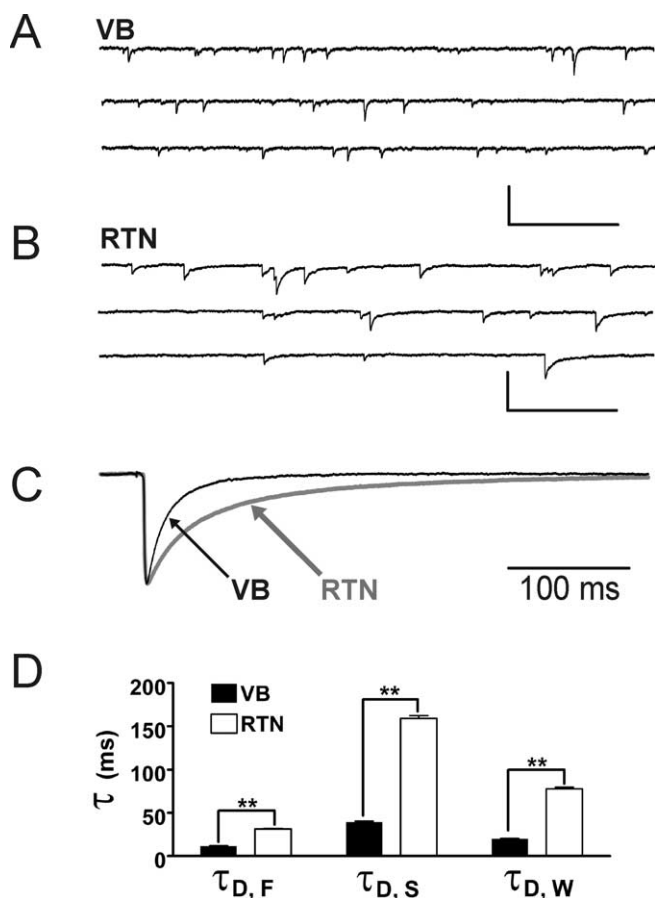 A
VB
B
RTN
C
VB
RTN
100 ms
D
VB
RTN
**
**
**
200
150
100
50
0
τ (ms)
τD, F
τD, S
τD, W